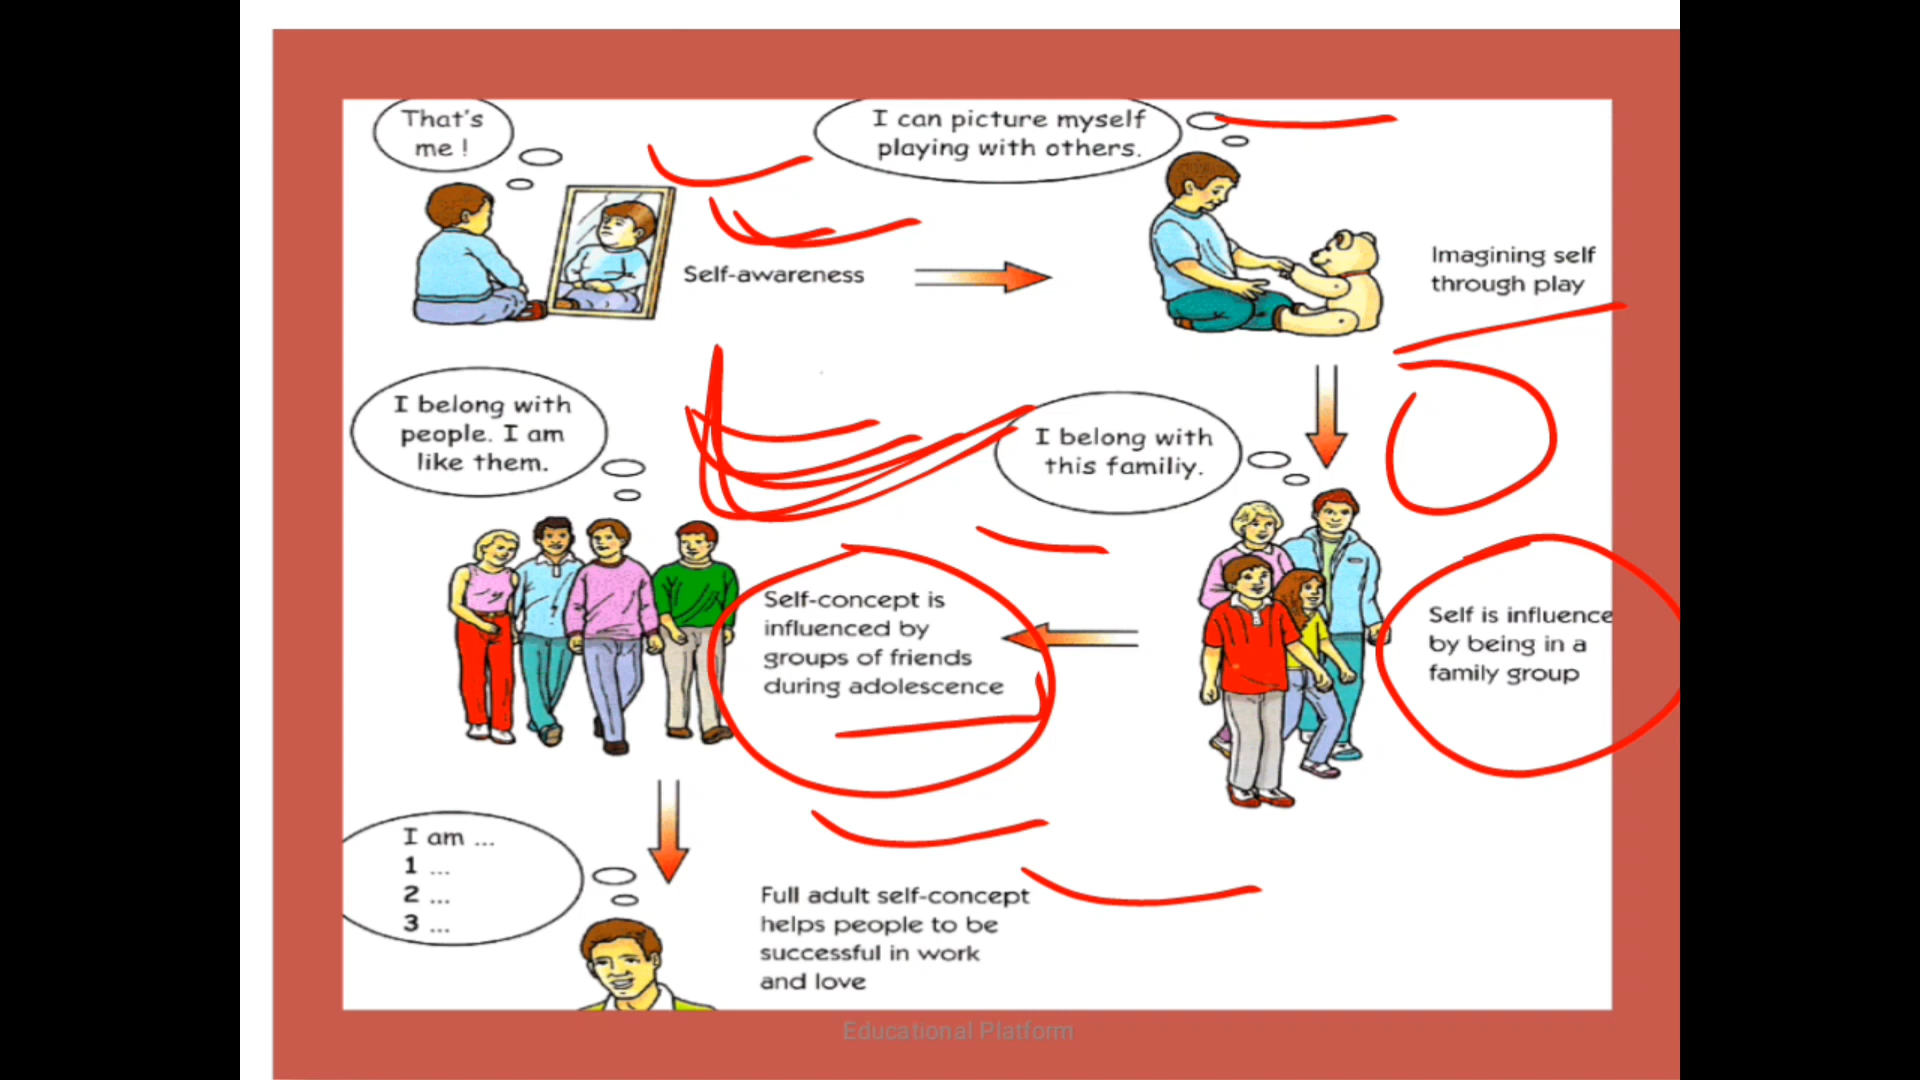 That's
me !
I can picture myself
playing with others.
Self-awareness
Imagining self
through play
I belong with
this familiy.
Self is influence
by being in a
family group
I belong with
people. I am
like them.
Self-concept is
influenced by
groups of friends
during adolescence
I am ...
1 ...
2 ...
3 ...
Full adult self-concept
helps people to be
successful in work
and love
Educational Platform